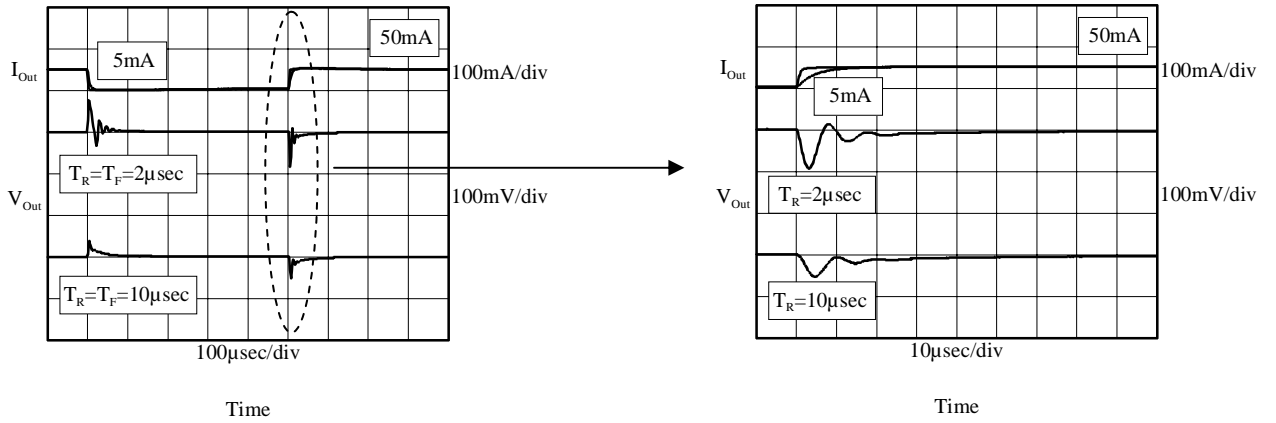 50mA
5mA
I_Out
100mA/div
T_R=T_F=2µsec
V_Out
100mV/div
T_R=T_F=10µsec
100µsec/div
Time
50mA
I_Out
100mA/div
5mA
T_R=2µsec
V_Out
100mV/div
T_R=10µsec
10µsec/div
Time